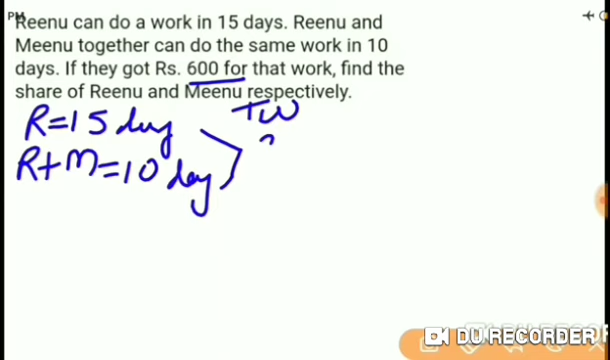 PM
Reenu can do a work in 15 days. Reenu and
Meenu together can do the same work in 10
days. If they got Rs. 600 for that work, find the
share of Reenu and Meenu respectively.
R=15 day
TW
R+M=10 day
DU RECORDER